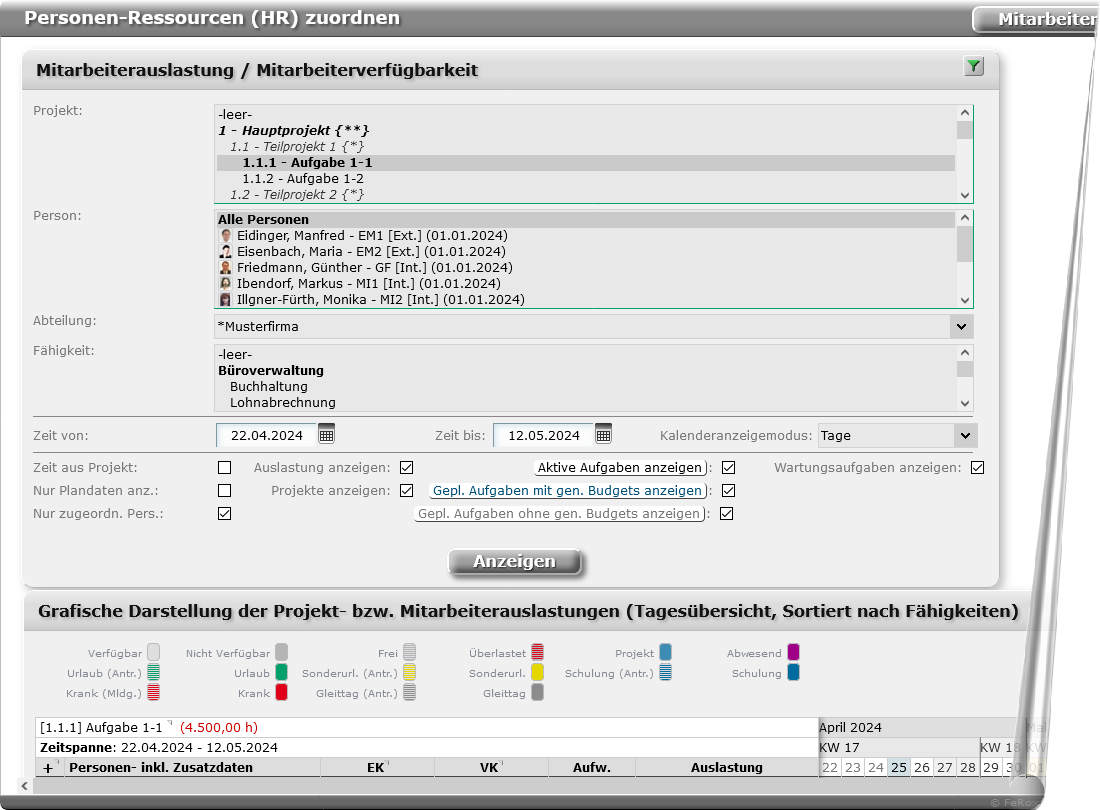 Personen-Ressourcen (HR) zuordnen
Mitarbeiter
Mitarbeiterauslastung / Mitarbeiterverfügbarkeit
Projekt:
-leer-
1 - Hauptprojekt {**}
1.1 - Teilprojekt 1 {*}
1.1.1 - Aufgabe 1-1
1.1.2 - Aufgabe 1-2
1.2 - Teilprojekt 2 {*}
Person:
Alle Personen
Eidinger, Manfred - EM1 [Ext.] (01.01.2024)
Eisenbach, Maria - EM2 [Ext.] (01.01.2024)
Friedmann, Günther - GF [Int.] (01.01.2024)
Ibendorf, Markus - MI1 [Int.] (01.01.2024)
Illgner-Fürth, Monika - MI2 [Int.] (01.01.2024)
Abteilung: *Musterfirma
Fähigkeit:
-leer-
Büroverwaltung
Buchhaltung
Lohnabrechnung
Zeit von: 22.04.2024 Zeit bis: 12.05.2024 Kalenderanzeigemodus: Tage
Zeit aus Projekt: Auslastung anzeigen: Aktive Aufgaben anzeigen: Wartungsaufgaben anzeigen:
Nur Plandaten anz.: Projekte anzeigen: Gepl. Aufgaben mit gen. Budgets anzeigen:
Nur zugeordn. Pers.: Gepl. Aufgaben ohne gen. Budgets anzeigen:
Anzeigen
Grafische Darstellung der Projekt- bzw. Mitarbeiterauslastungen (Tagesübersicht, Sortiert nach Fähigkeiten)
Verfügbar Nicht Verfügbar Frei Überlastet Projekt Abwesend
Urlaub (Antr.) Urlaub Sonderurl. (Antr.) Sonderurl. Schulung (Antr.) Schulung
Krank (Mldg.) Krank Gleittag (Antr.) Gleittag
[1.1.1] Aufgabe 1-1 (4.500,00 h) April 2024 Mai
Zeitspanne: 22.04.2024 - 12.05.2024 KW 17 KW 18 KW
+ Personen- inkl. Zusatzdaten EK VK Aufw. Auslastung 22 23 24 25 26 27 28 29 30 01